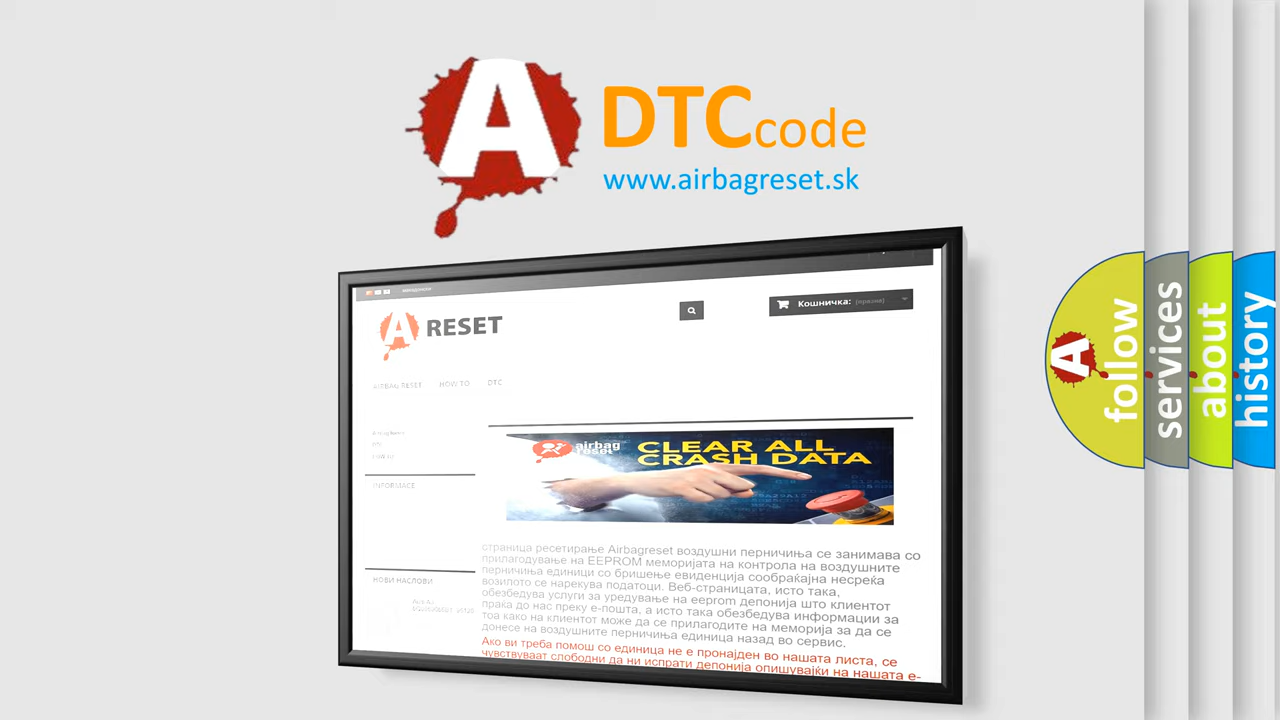 A
DTCcode
www.airbagreset.sk
A RESET
Кошничка: (празни)
AIRBAG RESET HOW TO DTC
airbag
reset
CLEAR ALL
CRASH DATA
INFORMACE
НОВИ НАСЛОВИ
страница ресетирање Airbagreset воздушни перничиња се занимава со
прилагодување на EEPROM меморијата на контрола на воздушните
перничиња единици со бришење евиденција сообраќајна несреќа
возилото се нарекува податоци. Веб-страницата, исто така,
обезбедува услуги за уредување на eeprom депонија што клиентот
праќа до нас преку е-пошта, а исто така обезбедува информации за
тоа како на клиентот може да се прилагодите на меморија за да се
донесе на воздушните перничиња единица назад во сервис.
Ако ви треба помош со единица не е пронајден во нашата листа, се
чувствуваат слободни да ни испрати депонија опишувајќи на нашата е-
A
follow
services
about
history